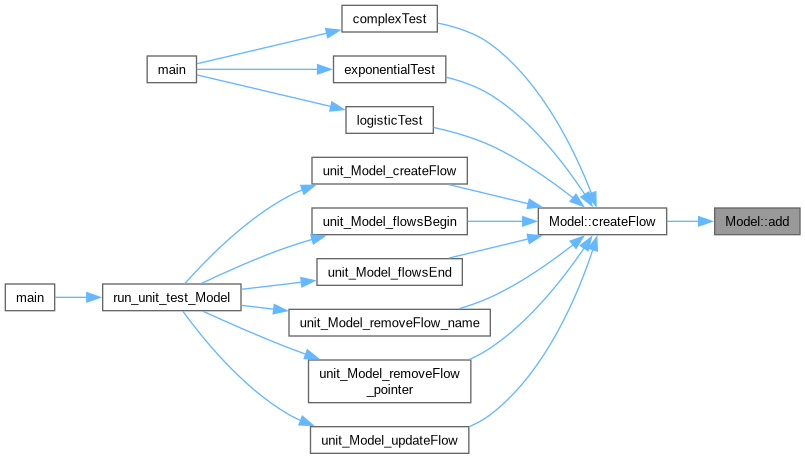 complexTest
main
exponentialTest
logisticTest
unit_Model_createFlow
unit_Model_flowsBegin
Model::createFlow
Model::add
unit_Model_flowsEnd
main
run_unit_test_Model
unit_Model_removeFlow_name
unit_Model_removeFlow
_pointer
unit_Model_updateFlow